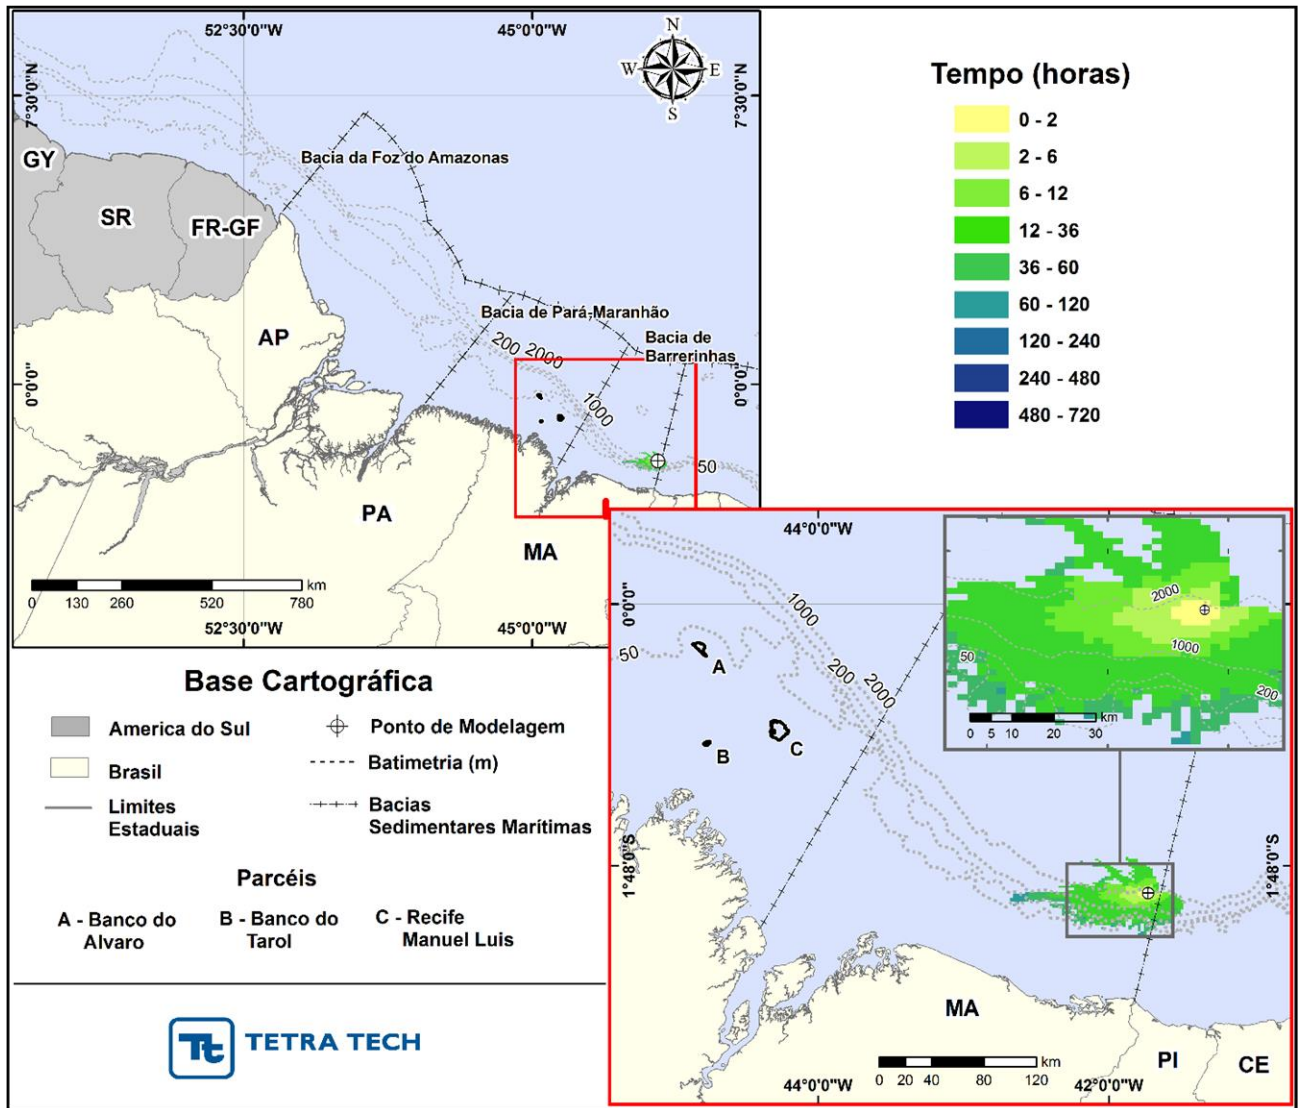 52°30'0"W
45°0'0"W
N
W
E
S
7°30'0"N
7°30'0"N
GY
SR
FR-GF
Bacia da Foz do Amazonas
AP
Bacia de Pará-Maranhão
Bacia de
Barrerinhas
200
2000
1000
50
0°0'0"
0°0'0"
PA
MA
0
130
260
520
780
km
52°30'0"W
45°0'0"W
Tempo (horas)
0 - 2
2 - 6
6 - 12
12 - 36
36 - 60
60 - 120
120 - 240
240 - 480
480 - 720
44°0'0"W
0°0'0"
50
1000
200
2000
A
B
C
1°48'0"S
1°48'0"S
2000
1000
50
200
0
5
10
20
30
km
MA
PI
CE
0
20
40
80
120
km
44°0'0"W
42°0'0"W
Base Cartográfica
America do Sul
Brasil
Limites
Estaduais
Ponto de Modelagem
Batimetria (m)
Bacias
Sedimentares Marítimas
Parcéis
A - Banco do
Alvaro
B - Banco do
Tarol
C - Recife
Manuel Luis
Tt
TETRA TECH